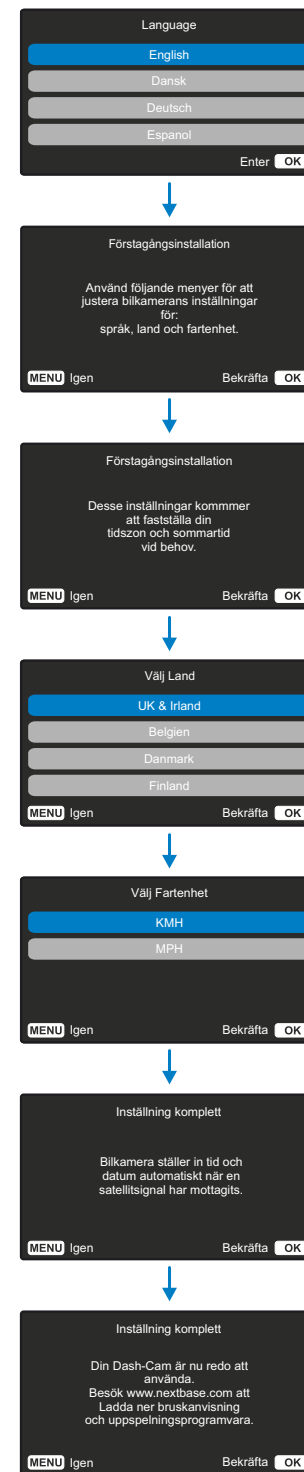 Language
English
Dansk
Deutsch
Espanol
Enter OK
Förstagångsinstallation
Använd följande menyer för att
justera bilkamerans inställningar
för:
språk, land och fartenhet.
MENU Igen Bekräfta OK
Förstagångsinstallation
Desse inställningar kommmer
att fastställa din
tidszon och sommartid
vid behov.
MENU Igen Bekräfta OK
Välj Land
UK & Irland
Belgien
Danmark
Finland
MENU Igen Bekräfta OK
Välj Fartenhet
KMH
MPH
MENU Igen Bekräfta OK
Inställning komplett
Bilkamera ställer in tid och
datum automatiskt när en
satellitsignal har mottagits.
MENU Igen Bekräfta OK
Inställning komplett
Din Dash-Cam är nu redo att
använda.
Besök www.nextbase.com att
Ladda ner bruskanvisning
och uppspelningsprogramvara.
MENU Igen Bekräfta OK